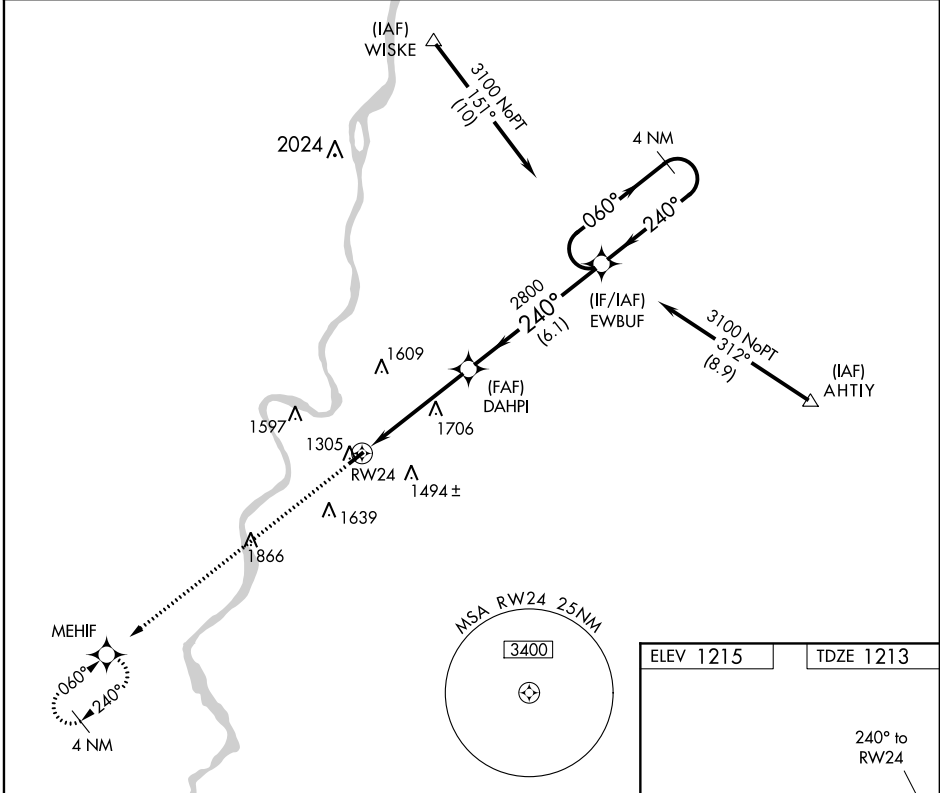 (IAF)
WISKE
3100 NoPT
151°
(10)
2024
4 NM
060°
240°
2800
240°
(6.1)
(IF/IAF)
EWBUF
3100 NoPT
312°
(8.9)
(IAF)
AHTIY
1609
(FAF)
DAHPI
1597
1706
1305
RW24
1494±
1639
1866
MEHIF
060°
240°
4 NM
MSA RW24 25NM
3400
ELEV 1215
TDZE 1213
240° to
RW24